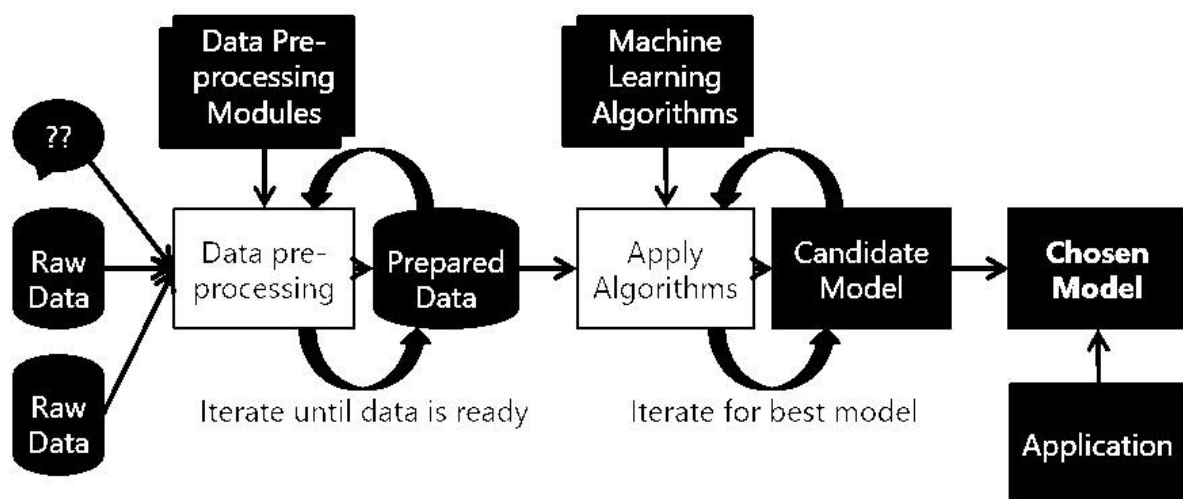 Data Pre-
processing
Modules
Machine
Learning
Algorithms
??
Raw
Data
Data pre-
processing
Prepared
Data
Apply
Algorithms
Candidate
Model
Chosen
Model
Raw
Data
Iterate until data is ready
Iterate for best model
Application